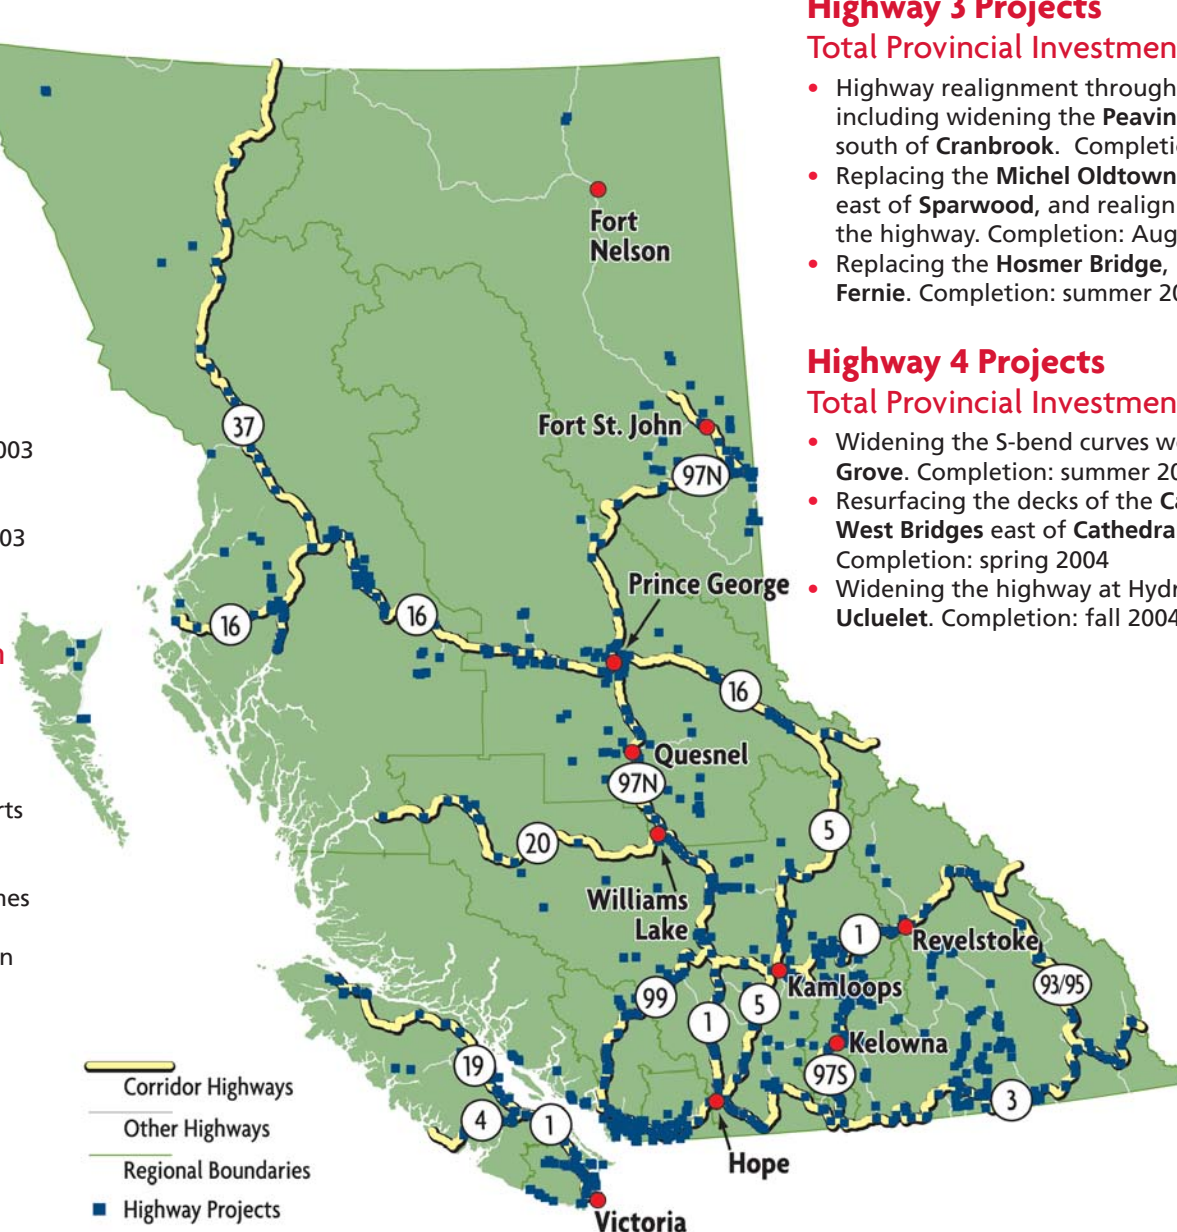 Highway 3 Projects
Total Provincial Investmen
• Highway realignment through
including widening the Peavin
south of Cranbrook. Completi
• Replacing the Michel Oldtown
east of Sparwood, and realign
the highway. Completion: Aug
• Replacing the Hosmer Bridge,
Fernie. Completion: summer 20
Highway 4 Projects
Total Provincial Investmen
• Widening the S-bend curves we
Grove. Completion: summer 20
• Resurfacing the decks of the Ca
West Bridges east of Cathedra
Completion: spring 2004
• Widening the highway at Hydr
Ucluelet. Completion: fall 2004
003
03
n
rts
nes
n
Fort
Nelson
37
Fort St. John
97N
Prince George
16
16
16
Quesnel
97N
5
20
Williams
Lake
1
Revelstoke
Kamloops
93/95
99
1
5
Kelowna
97S
19
4
1
3
Hope
Victoria
Corridor Highways
Other Highways
Regional Boundaries
Highway Projects